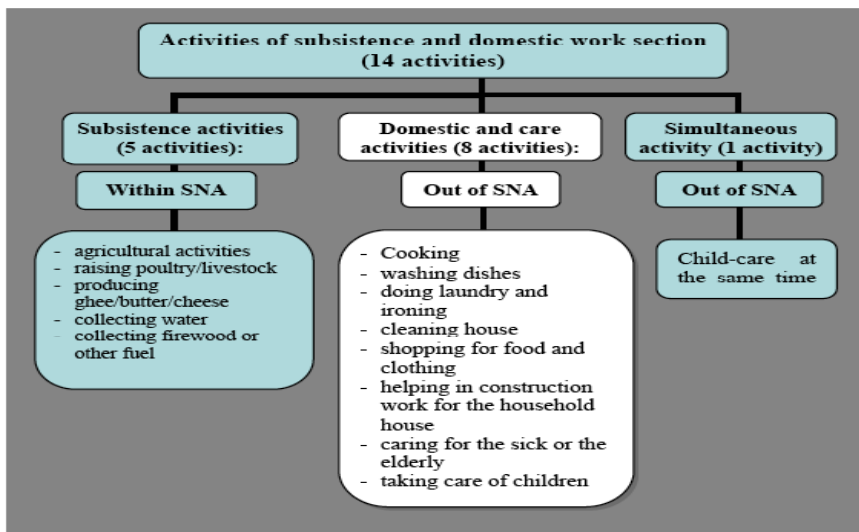 Activities of subsistence and domestic work section
(14 activities)
Subsistence activities
(5 activities):
Within SNA
- agricultural activities
- raising poultry/livestock
- producing
ghee/butter/cheese
- collecting water
- collecting firewood or
other fuel
Domestic and care
activities (8 activities):
Out of SNA
- Cooking
- washing dishes
- doing laundry and
ironing
- cleaning house
- shopping for food and
clothing
- helping in construction
work for the household
house
- caring for the sick or the
elderly
- taking care of children
Simultaneous
activity (1 activity)
Out of SNA
Child-care at
the same time